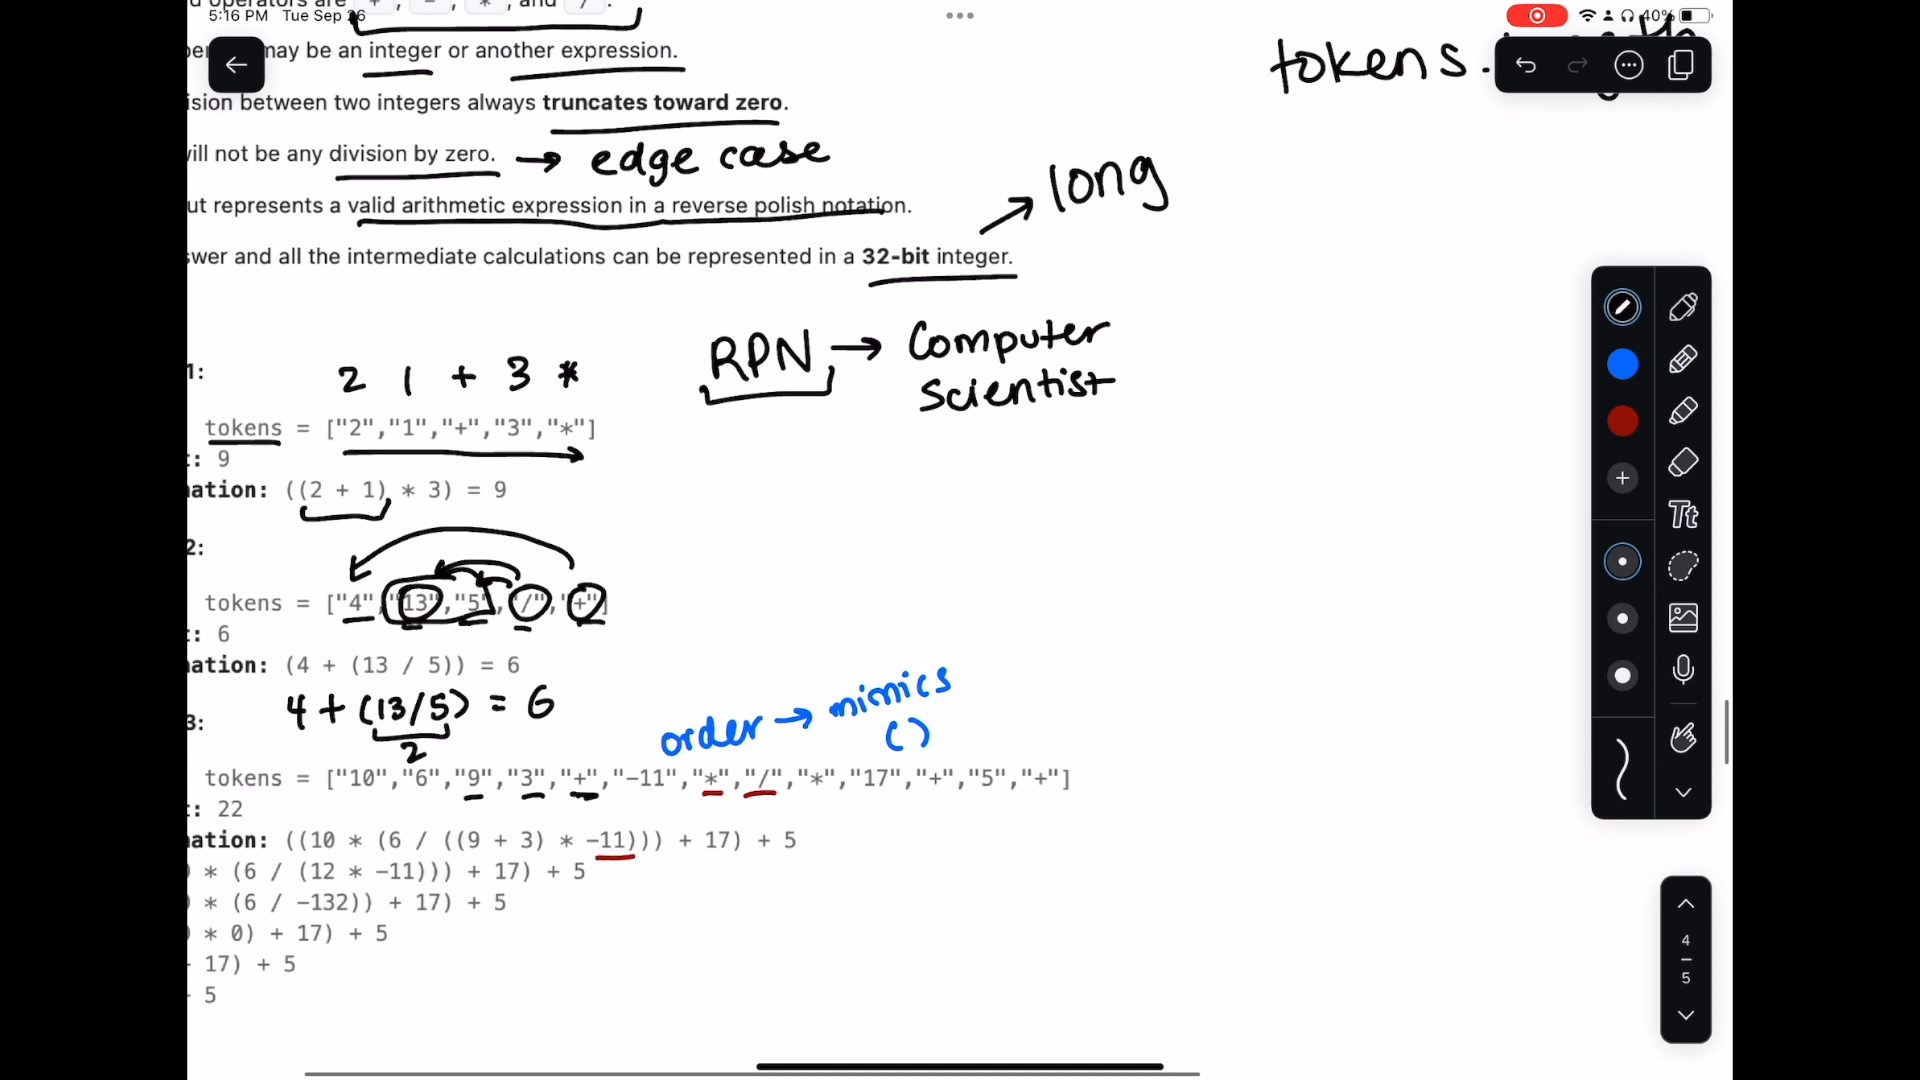 d operators are + , - , * , and / .
5:16 PM Tue Sep 26
40%
may be an integer or another expression.
tokens.
ision between two integers always truncates toward zero.
will not be any division by zero. → edge case
→ long
ut represents a valid arithmetic expression in a reverse polish notation.
swer and all the intermediate calculations can be represented in a 32-bit integer.
RPN → Computer
Scientist
1:
2 1 + 3 *
tokens = ["2","1","+","3","*"]
: 9
ation: ((2 + 1) * 3) = 9
2:
tokens = ["4","13","5","/","+"]
: 6
ation: (4 + (13 / 5)) = 6
4 + (13/5) = 6
2
order → mimics
( )
3:
tokens = ["10","6","9","3","+","-11","*","/","*","17","+","5","+"]
: 22
ation: ((10 * (6 / ((9 + 3) * -11))) + 17) + 5
* (6 / (12 * -11))) + 17) + 5
* (6 / -132)) + 17) + 5
* 0) + 17) + 5
17) + 5
5
Tt
4
5